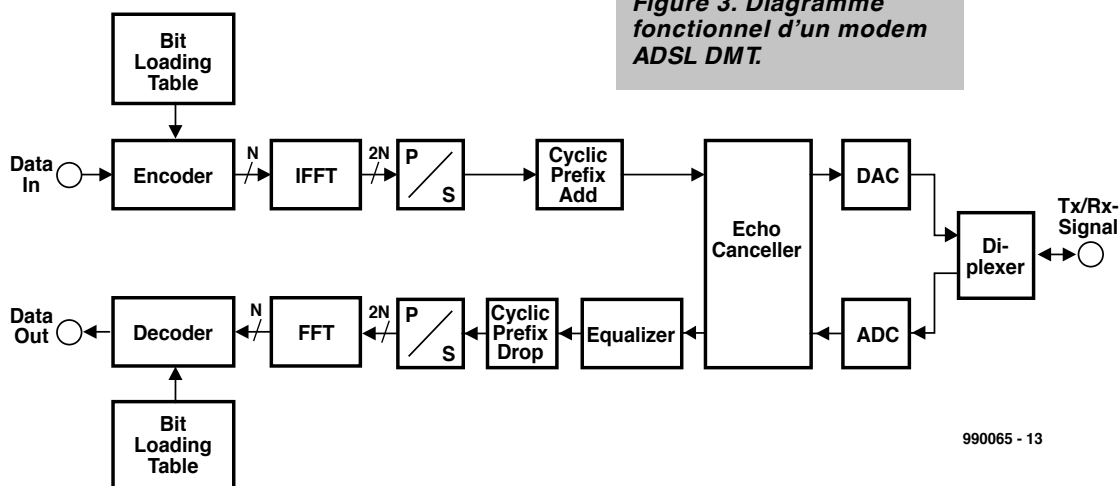 Figure 3. Diagramme
fonctionnel d'un modem
ADSL DMT.
Bit
Loading
Table
Data
In
Encoder
N
IFFT
2N
P
S
Cyclic
Prefix
Add
Echo
Canceller
DAC
Di-
plexer
Tx/Rx-
Signal
Data
Out
Decoder
N
FFT
2N
P
S
Cyclic
Prefix
Drop
Equalizer
ADC
Bit
Loading
Table
990065 - 13